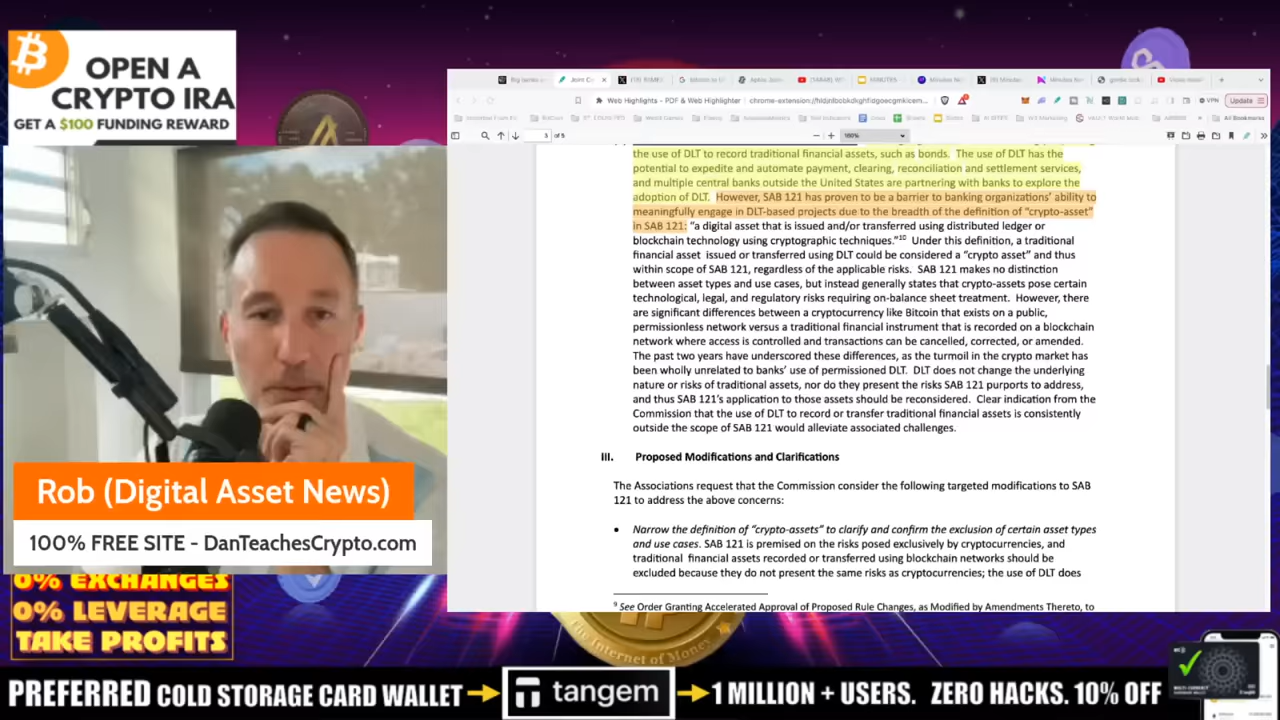 OPEN A
CRYPTO IRA
GET A $100 FUNDING REWARD
Rob (Digital Asset News)
100% FREE SITE - DanTeachesCrypto.com
0% EXCHANGES
0% LEVERAGE
TAKE PROFITS
Web Highlights - PDF & Web Highlighter
VPN
Update
All Bookmarks
3 of 5
100%
the use of DLT to record traditional financial assets, such as bonds. The use of DLT has the
potential to expedite and automate payment, clearing, reconciliation and settlement services,
and multiple central banks outside the United States are partnering with banks to explore the
adoption of DLT. However, SAB 121 has proven to be a barrier to banking organizations’ ability to
meaningfully engage in DLT-based projects due to the breadth of the definition of “crypto-asset”
in SAB 121: “a digital asset that is issued and/or transferred using distributed ledger or
blockchain technology using cryptographic techniques.”10 Under this definition, a traditional
financial asset issued or transferred using DLT could be considered a “crypto asset” and thus
within scope of SAB 121, regardless of the applicable risks. SAB 121 makes no distinction
between asset types and use cases, but instead generally states that crypto-assets pose certain
technological, legal, and regulatory risks requiring on-balance sheet treatment. However, there
are significant differences between a cryptocurrency like Bitcoin that exists on a public,
permissionless network versus a traditional financial instrument that is recorded on a blockchain
network where access is controlled and transactions can be cancelled, corrected, or amended.
The past two years have underscored these differences, as the turmoil in the crypto market has
been wholly unrelated to banks’ use of permissioned DLT. DLT does not change the underlying
nature or risks of traditional assets, nor do they present the risks SAB 121 purports to address,
and thus SAB 121’s application to those assets should be reconsidered. Clear indication from the
Commission that the use of DLT to record or transfer traditional financial assets is consistently
outside the scope of SAB 121 would alleviate associated challenges.
III. Proposed Modifications and Clarifications
The Associations request that the Commission consider the following targeted modifications to SAB
121 to address the above concerns:
• Narrow the definition of “crypto-assets” to clarify and confirm the exclusion of certain asset types
and use cases. SAB 121 is premised on the risks posed exclusively by cryptocurrencies, and
traditional financial assets recorded or transferred using blockchain networks should be
excluded because they do not present the same risks as cryptocurrencies; the use of DLT does
9 See Order Granting Accelerated Approval of Proposed Rule Changes, as Modified by Amendments Thereto, to
The Internet of Money
PREFERRED COLD STORAGE CARD WALLET
tangem
1 MILLION + USERS. ZERO HACKS. 10% OFF